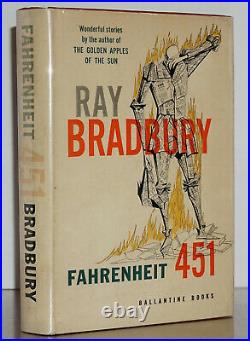 Wonderful stories
by the author of
THE GOLDEN APPLES
OF THE SUN
RAY
BRADBURY
FAHRENHEIT 451
BALLANTINE BOOKS
FAHRENHEIT
451
BRADBURY